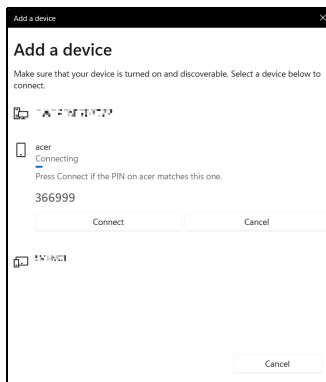 Add a device
Add a device
Make sure that your device is turned on and discoverable. Select a device below to
connect.
acer
Connecting
Press Connect if the PIN on acer matches this one.
366999
Connect
Cancel
Cancel